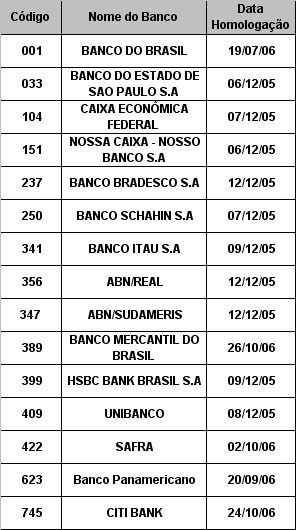 Código Nome do Banco Data Homologação
001 BANCO DO BRASIL 19/07/06
033 BANCO DO ESTADO DE SAO PAULO S.A 06/12/05
104 CAIXA ECONÔMICA FEDERAL 07/12/05
151 NOSSA CAIXA - NOSSO BANCO S.A 06/12/05
237 BANCO BRADESCO S.A 12/12/05
250 BANCO SCHAHIN S.A 07/12/05
341 BANCO ITAU S.A 09/12/05
356 ABN/REAL 12/12/05
347 ABN/SUDAMERIS 12/12/05
389 BANCO MERCANTIL DO BRASIL 26/10/06
399 HSBC BANK BRASIL S.A 09/12/05
409 UNIBANCO 08/12/05
422 SAFRA 02/10/06
623 Banco Panamericano 20/09/06
745 CITI BANK 24/10/06